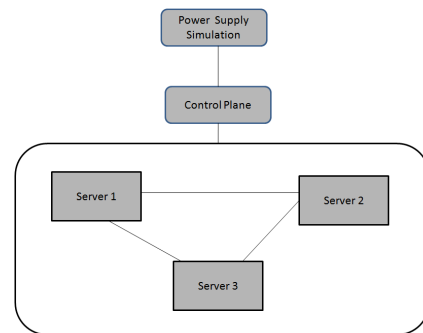 Power Supply
Simulation
Control Plane
Server 1
Server 2
Server 3